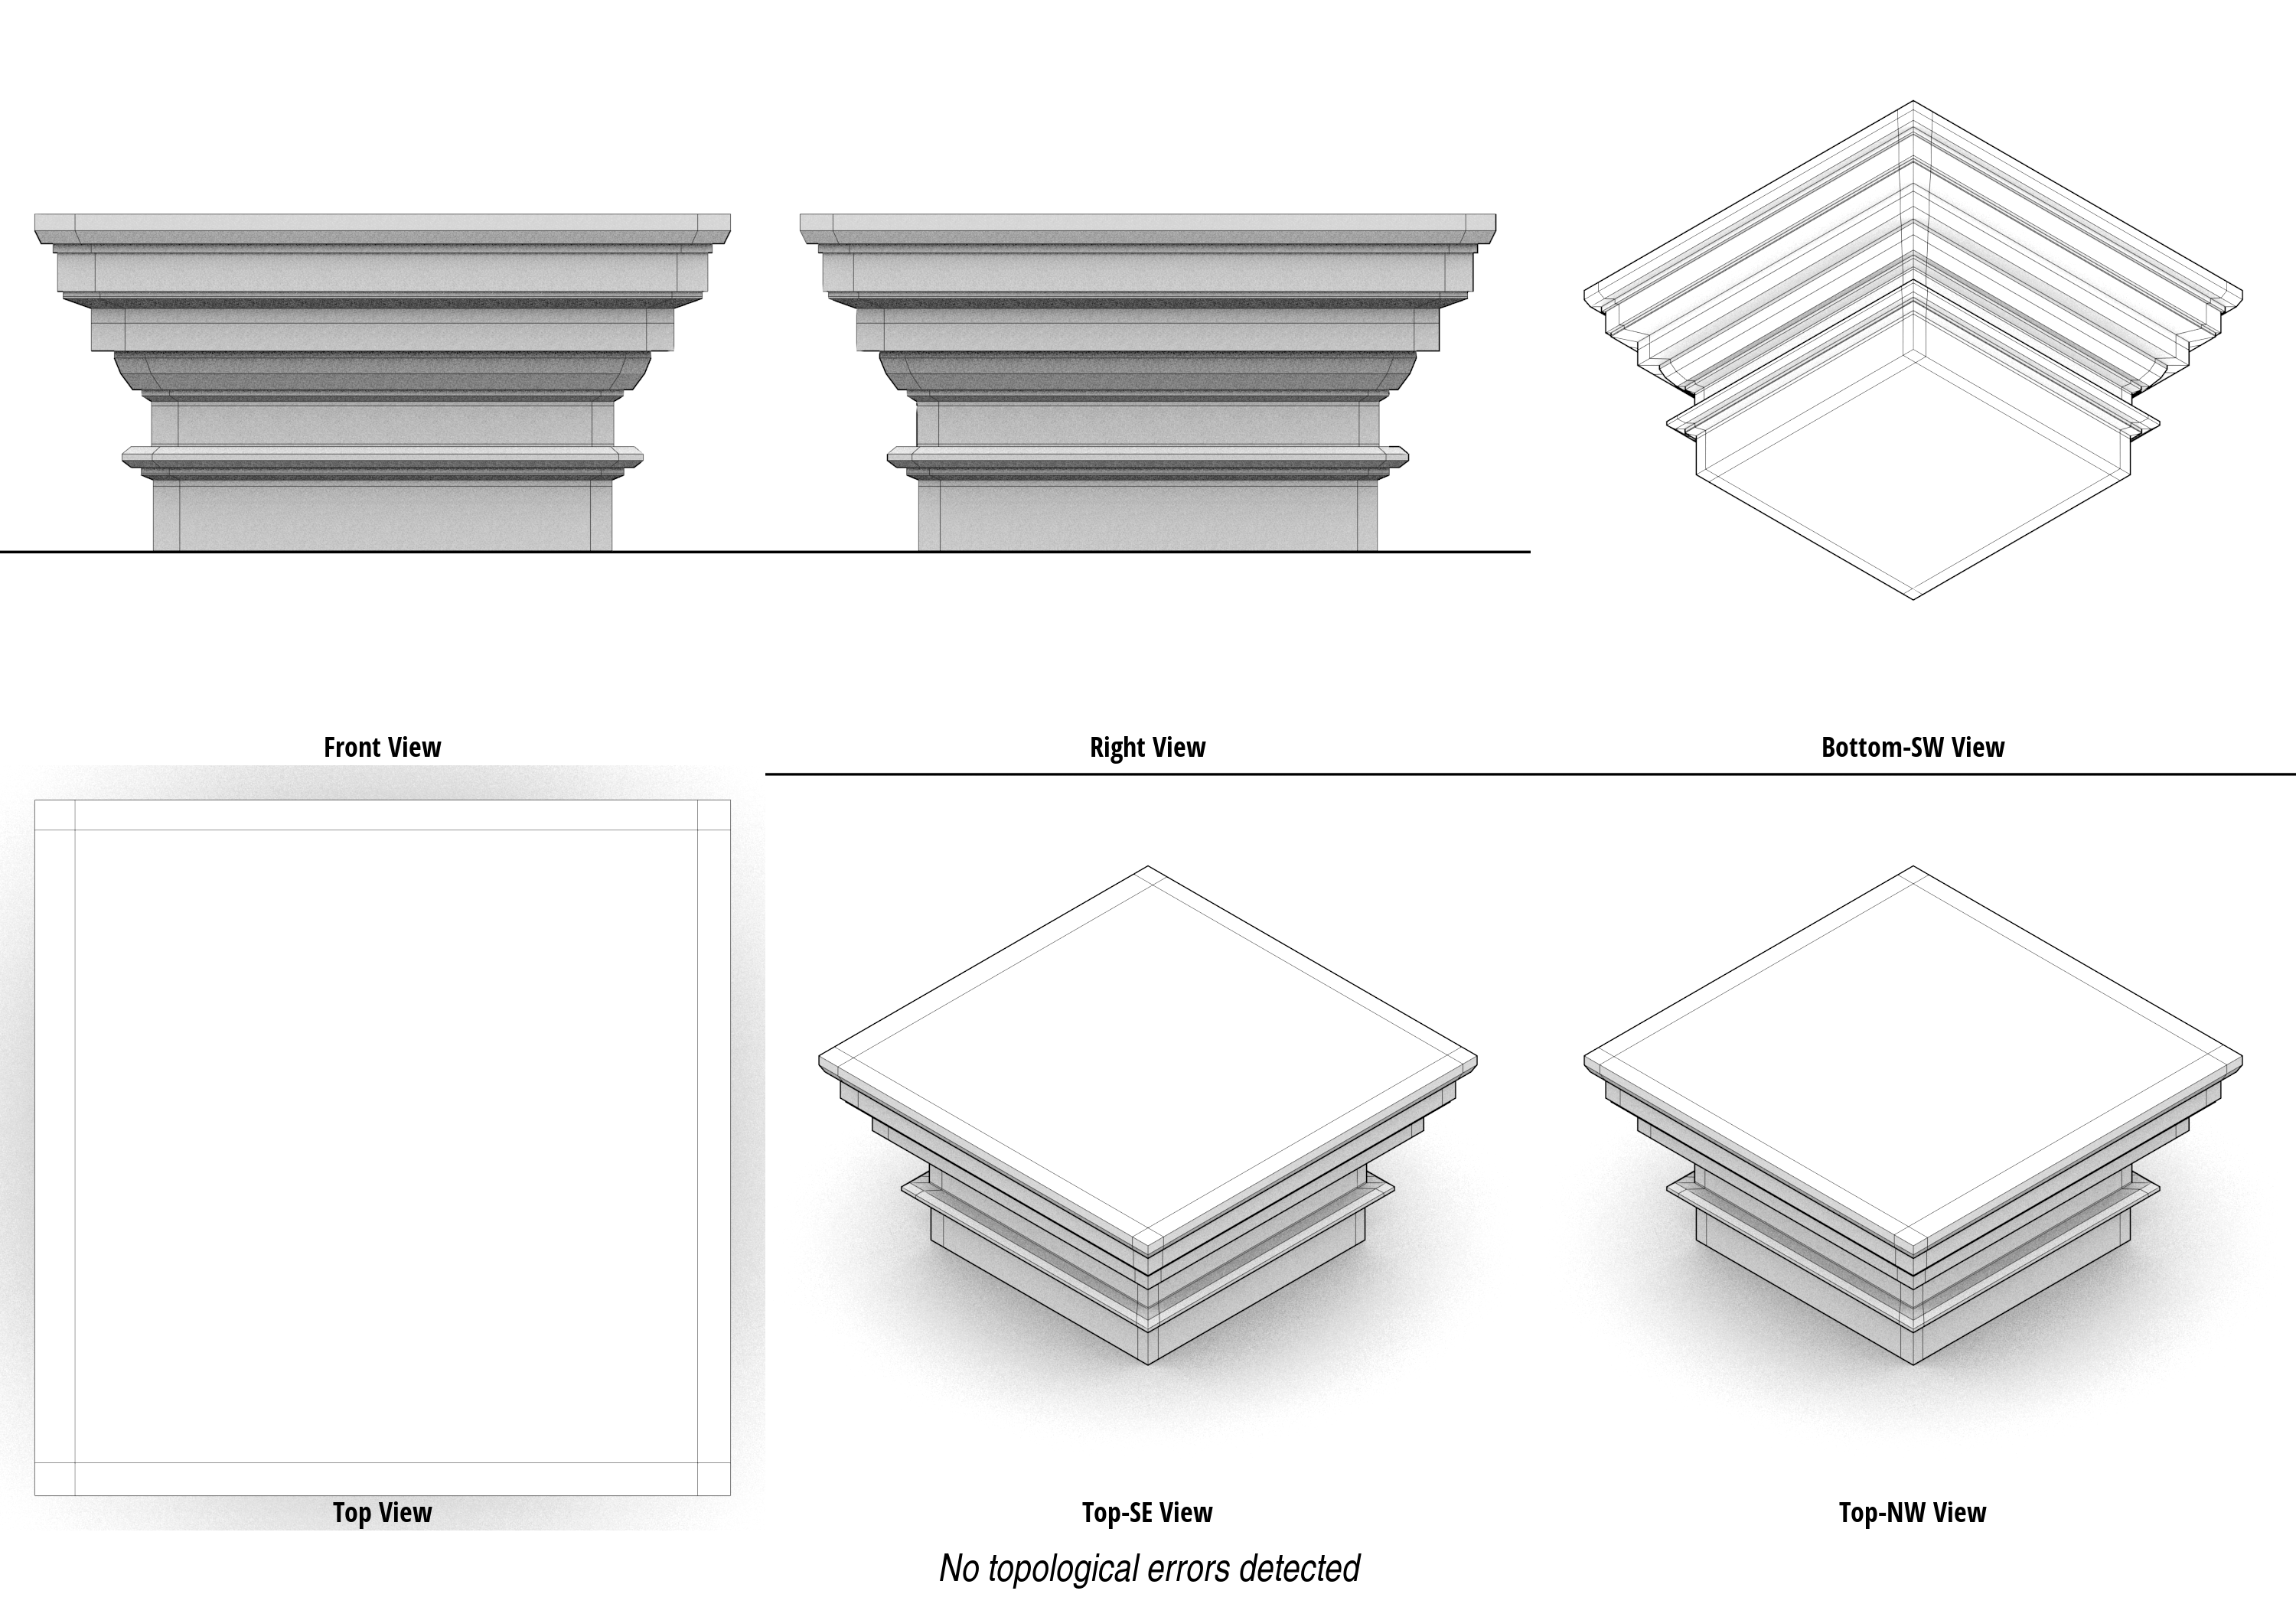 Front View
Right View
Bottom-SW View
Top View
Top-SE View
Top-NW View
No topological errors detected